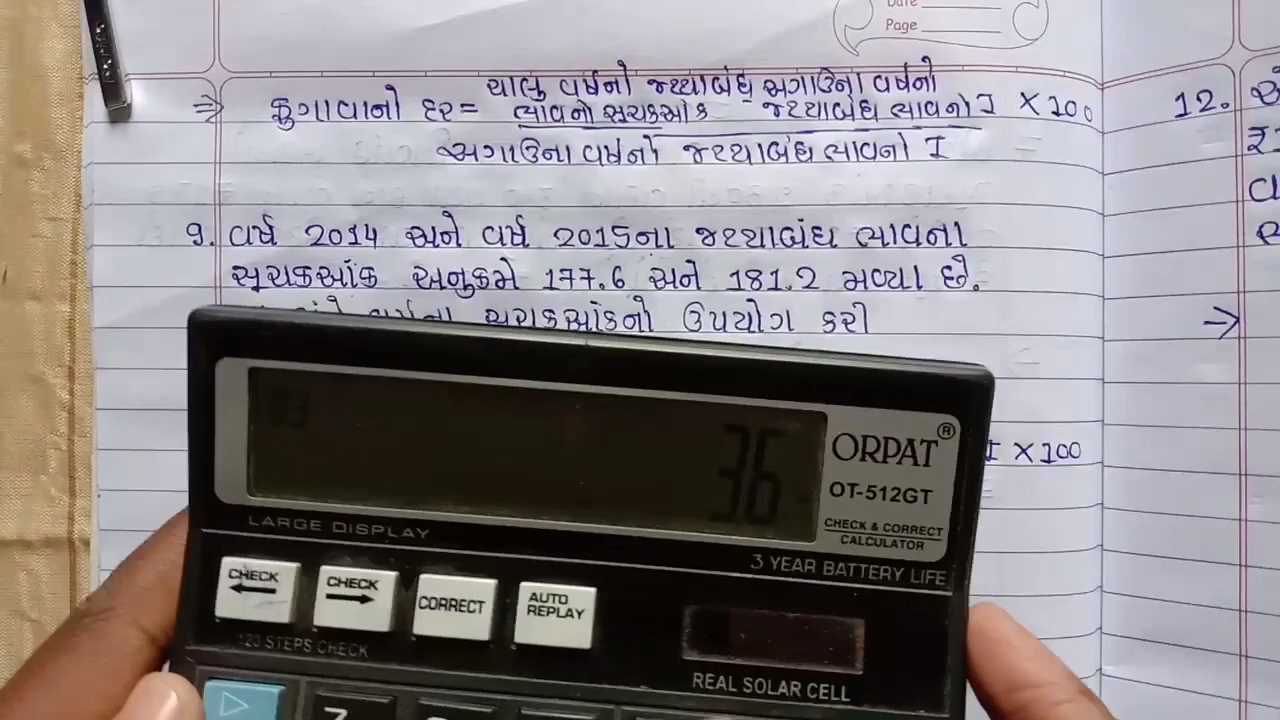 Date
Page
ચાલુ વર્ષનો જથ્થાબંધ અગાઉના વર્ષનો
⇒ ફુગાવાનો દર = ભાવનો સૂચકઆંક - જથ્થાબંધ ભાવનો I × 100
અગાઉના વર્ષનો જથ્થાબંધ ભાવનો I
9. વર્ષ 2014 અને વર્ષ 2015ના જથ્થાબંધ ભાવના
સૂચકઆંક અનુક્રમે 177.6 અને 181.2 મળ્યા છે.
વર્ષના સૂચકઆંકનો ઉપયોગ કરી
I × 100
12.
→
03
36
ORPAT®
OT-512GT
CHECK & CORRECT
CALCULATOR
LARGE DISPLAY
3 YEAR BATTERY LIFE
CHECK ←
CHECK →
CORRECT
AUTO REPLAY
120 STEPS CHECK
REAL SOLAR CELL